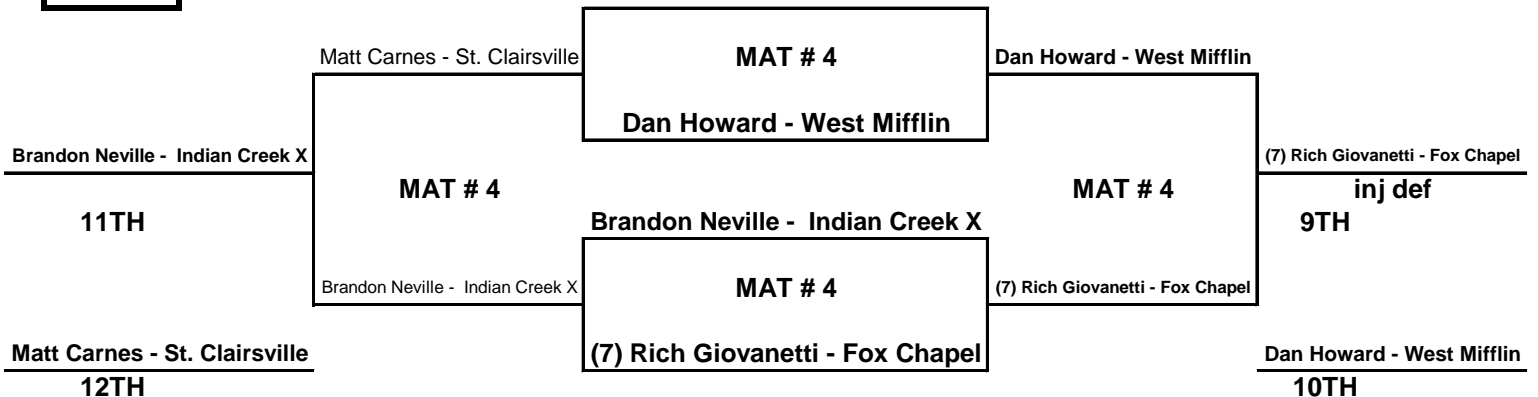 Matt Carnes - St. Clairsville
MAT # 4
Dan Howard - West Mifflin
Dan Howard - West Mifflin
Brandon Neville - Indian Creek X
(7) Rich Giovanetti - Fox Chapel
MAT # 4
MAT # 4
inj def
11TH
Brandon Neville - Indian Creek X
9TH
Brandon Neville - Indian Creek X
MAT # 4
(7) Rich Giovanetti - Fox Chapel
Matt Carnes - St. Clairsville
(7) Rich Giovanetti - Fox Chapel
Dan Howard - West Mifflin
12TH
10TH